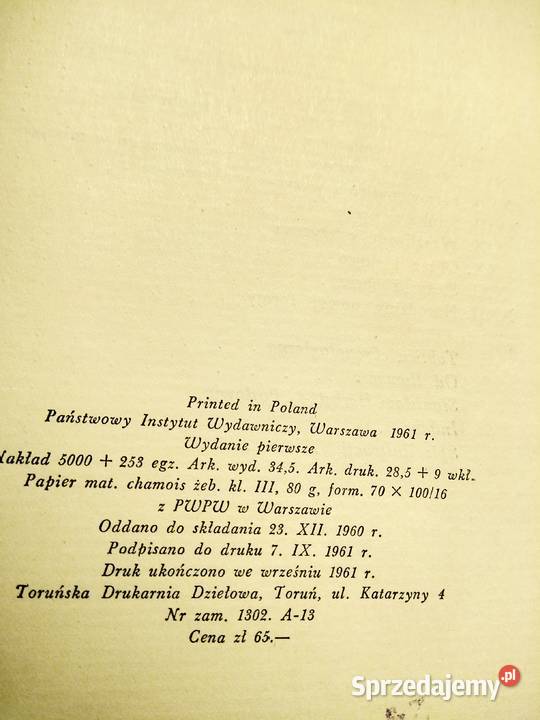 Printed in Poland
Państwowy Instytut Wydawniczy, Warszawa 1961 r.
Wydanie pierwsze
Nakład 5000 + 253 egz. Ark. wyd. 34,5. Ark. druk. 28,5 + 9 wkl.
Papier mat. chamois żeb. kl. III, 80 g, form. 70 × 100/16
z PWPW w Warszawie
Oddano do składania 23. XII. 1960 r.
Podpisano do druku 7. IX. 1961 r.
Druk ukończono we wrześniu 1961 r.
Toruńska Drukarnia Dziełowa, Toruń, ul. Katarzyny 4
Nr zam. 1302. A-13
Cena zł 65.—
Sprzedajemy.pl